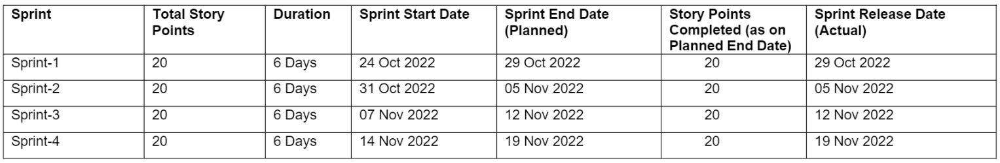 Sprint Total Story Points Duration Sprint Start Date Sprint End Date (Planned) Story Points Completed (as on Planned End Date) Sprint Release Date (Actual)
Sprint-1 20 6 Days 24 Oct 2022 29 Oct 2022 20 29 Oct 2022
Sprint-2 20 6 Days 31 Oct 2022 05 Nov 2022 20 05 Nov 2022
Sprint-3 20 6 Days 07 Nov 2022 12 Nov 2022 20 12 Nov 2022
Sprint-4 20 6 Days 14 Nov 2022 19 Nov 2022 20 19 Nov 2022